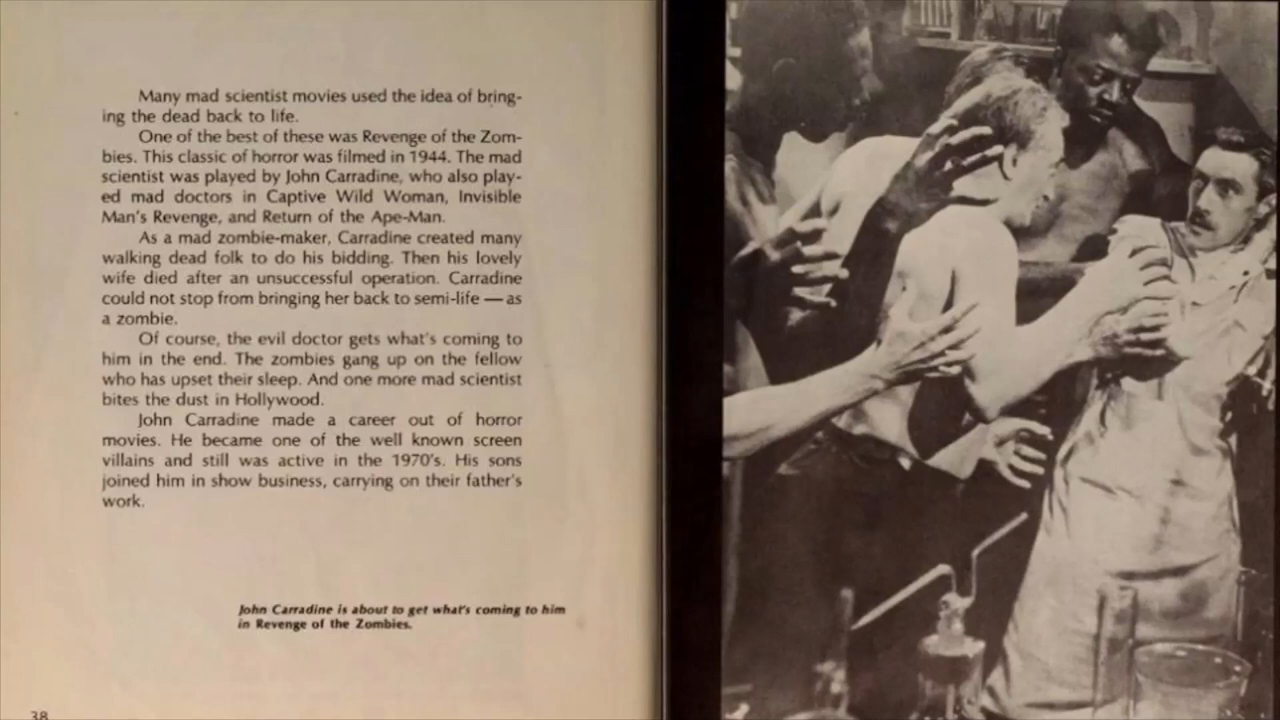 Many mad scientist movies used the idea of bring-
ing the dead back to life.
One of the best of these was Revenge of the Zom-
bies. This classic of horror was filmed in 1944. The mad
scientist was played by John Carradine, who also play-
ed mad doctors in Captive Wild Woman, Invisible
Man's Revenge, and Return of the Ape-Man.
As a mad zombie-maker, Carradine created many
walking dead folk to do his bidding. Then his lovely
wife died after an unsuccessful operation. Carradine
could not stop from bringing her back to semi-life — as
a zombie.
Of course, the evil doctor gets what's coming to
him in the end. The zombies gang up on the fellow
who has upset their sleep. And one more mad scientist
bites the dust in Hollywood.
John Carradine made a career out of horror
movies. He became one of the well known screen
villains and still was active in the 1970's. His sons
joined him in show business, carrying on their father's
work.
John Carradine is about to get what's coming to him
in Revenge of the Zombies.
38